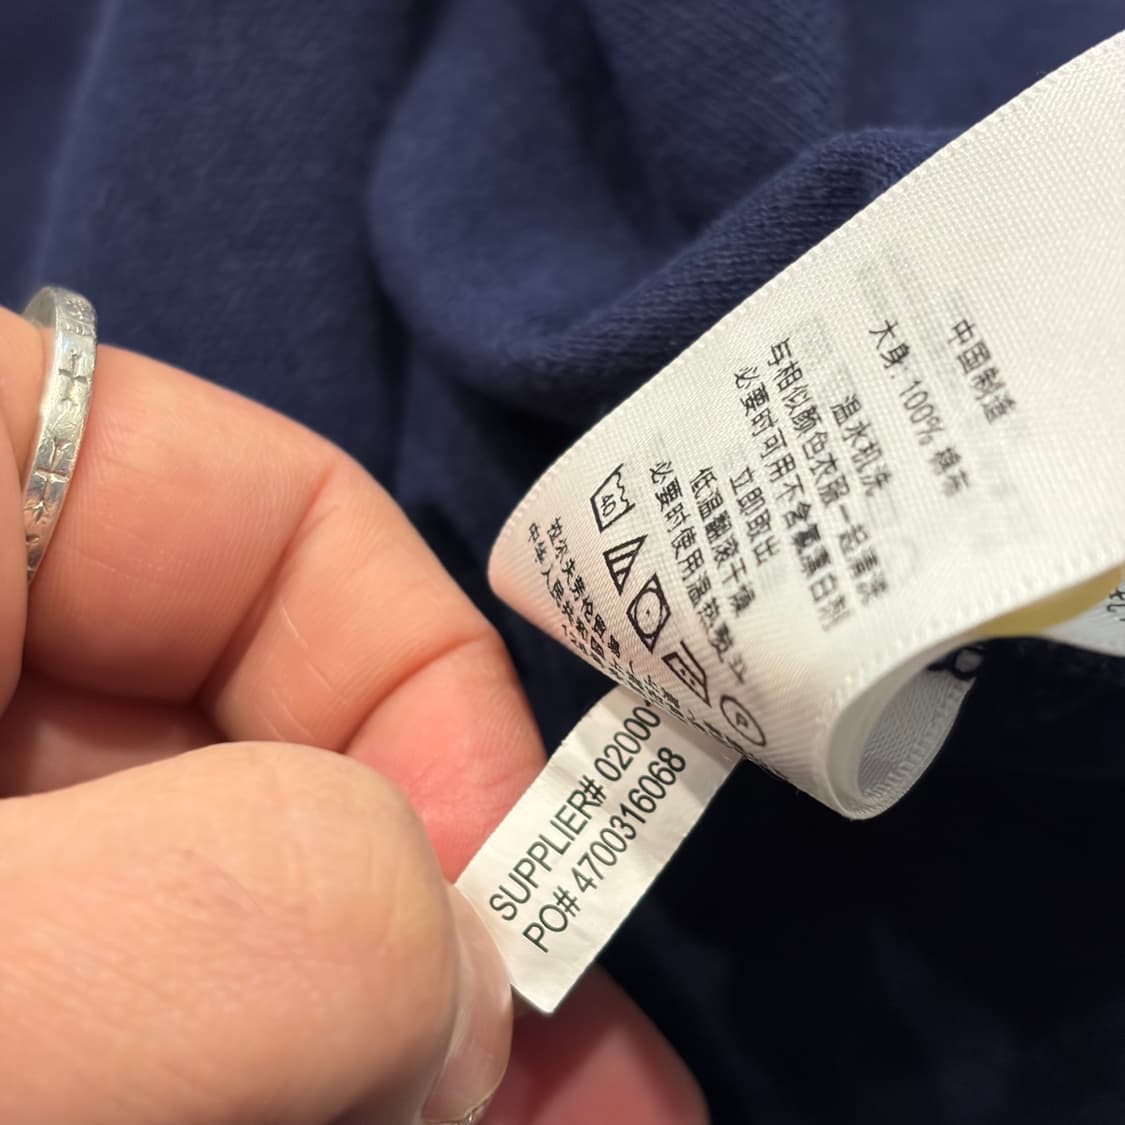 中国制造
大身: 100% 棉布
温水机洗
与相似颜色衣服一起清洗
必要时可用不含氯漂白剂
立即取出
低温翻滚干燥
必要时使用温热熨斗
40
P
SUPPLIER# 02000
PO# 4700316068